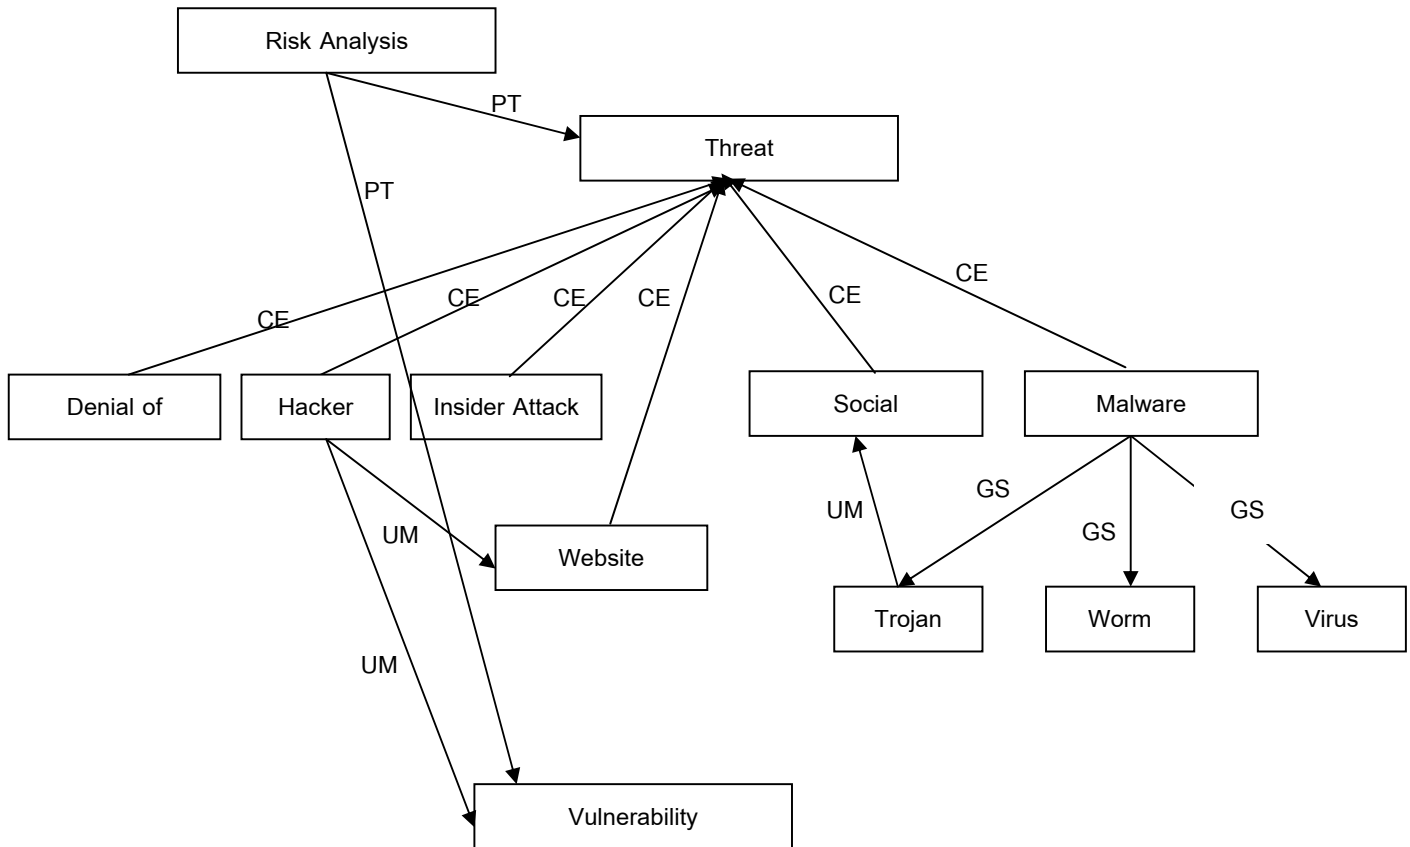 Risk Analysis
PT
Threat
PT
CE
CE
CE
CE
CE
CE
Denial of
Hacker
Insider Attack
Social
Malware
GS
UM
GS
GS
UM
Website
Trojan
Worm
Virus
UM
Vulnerability